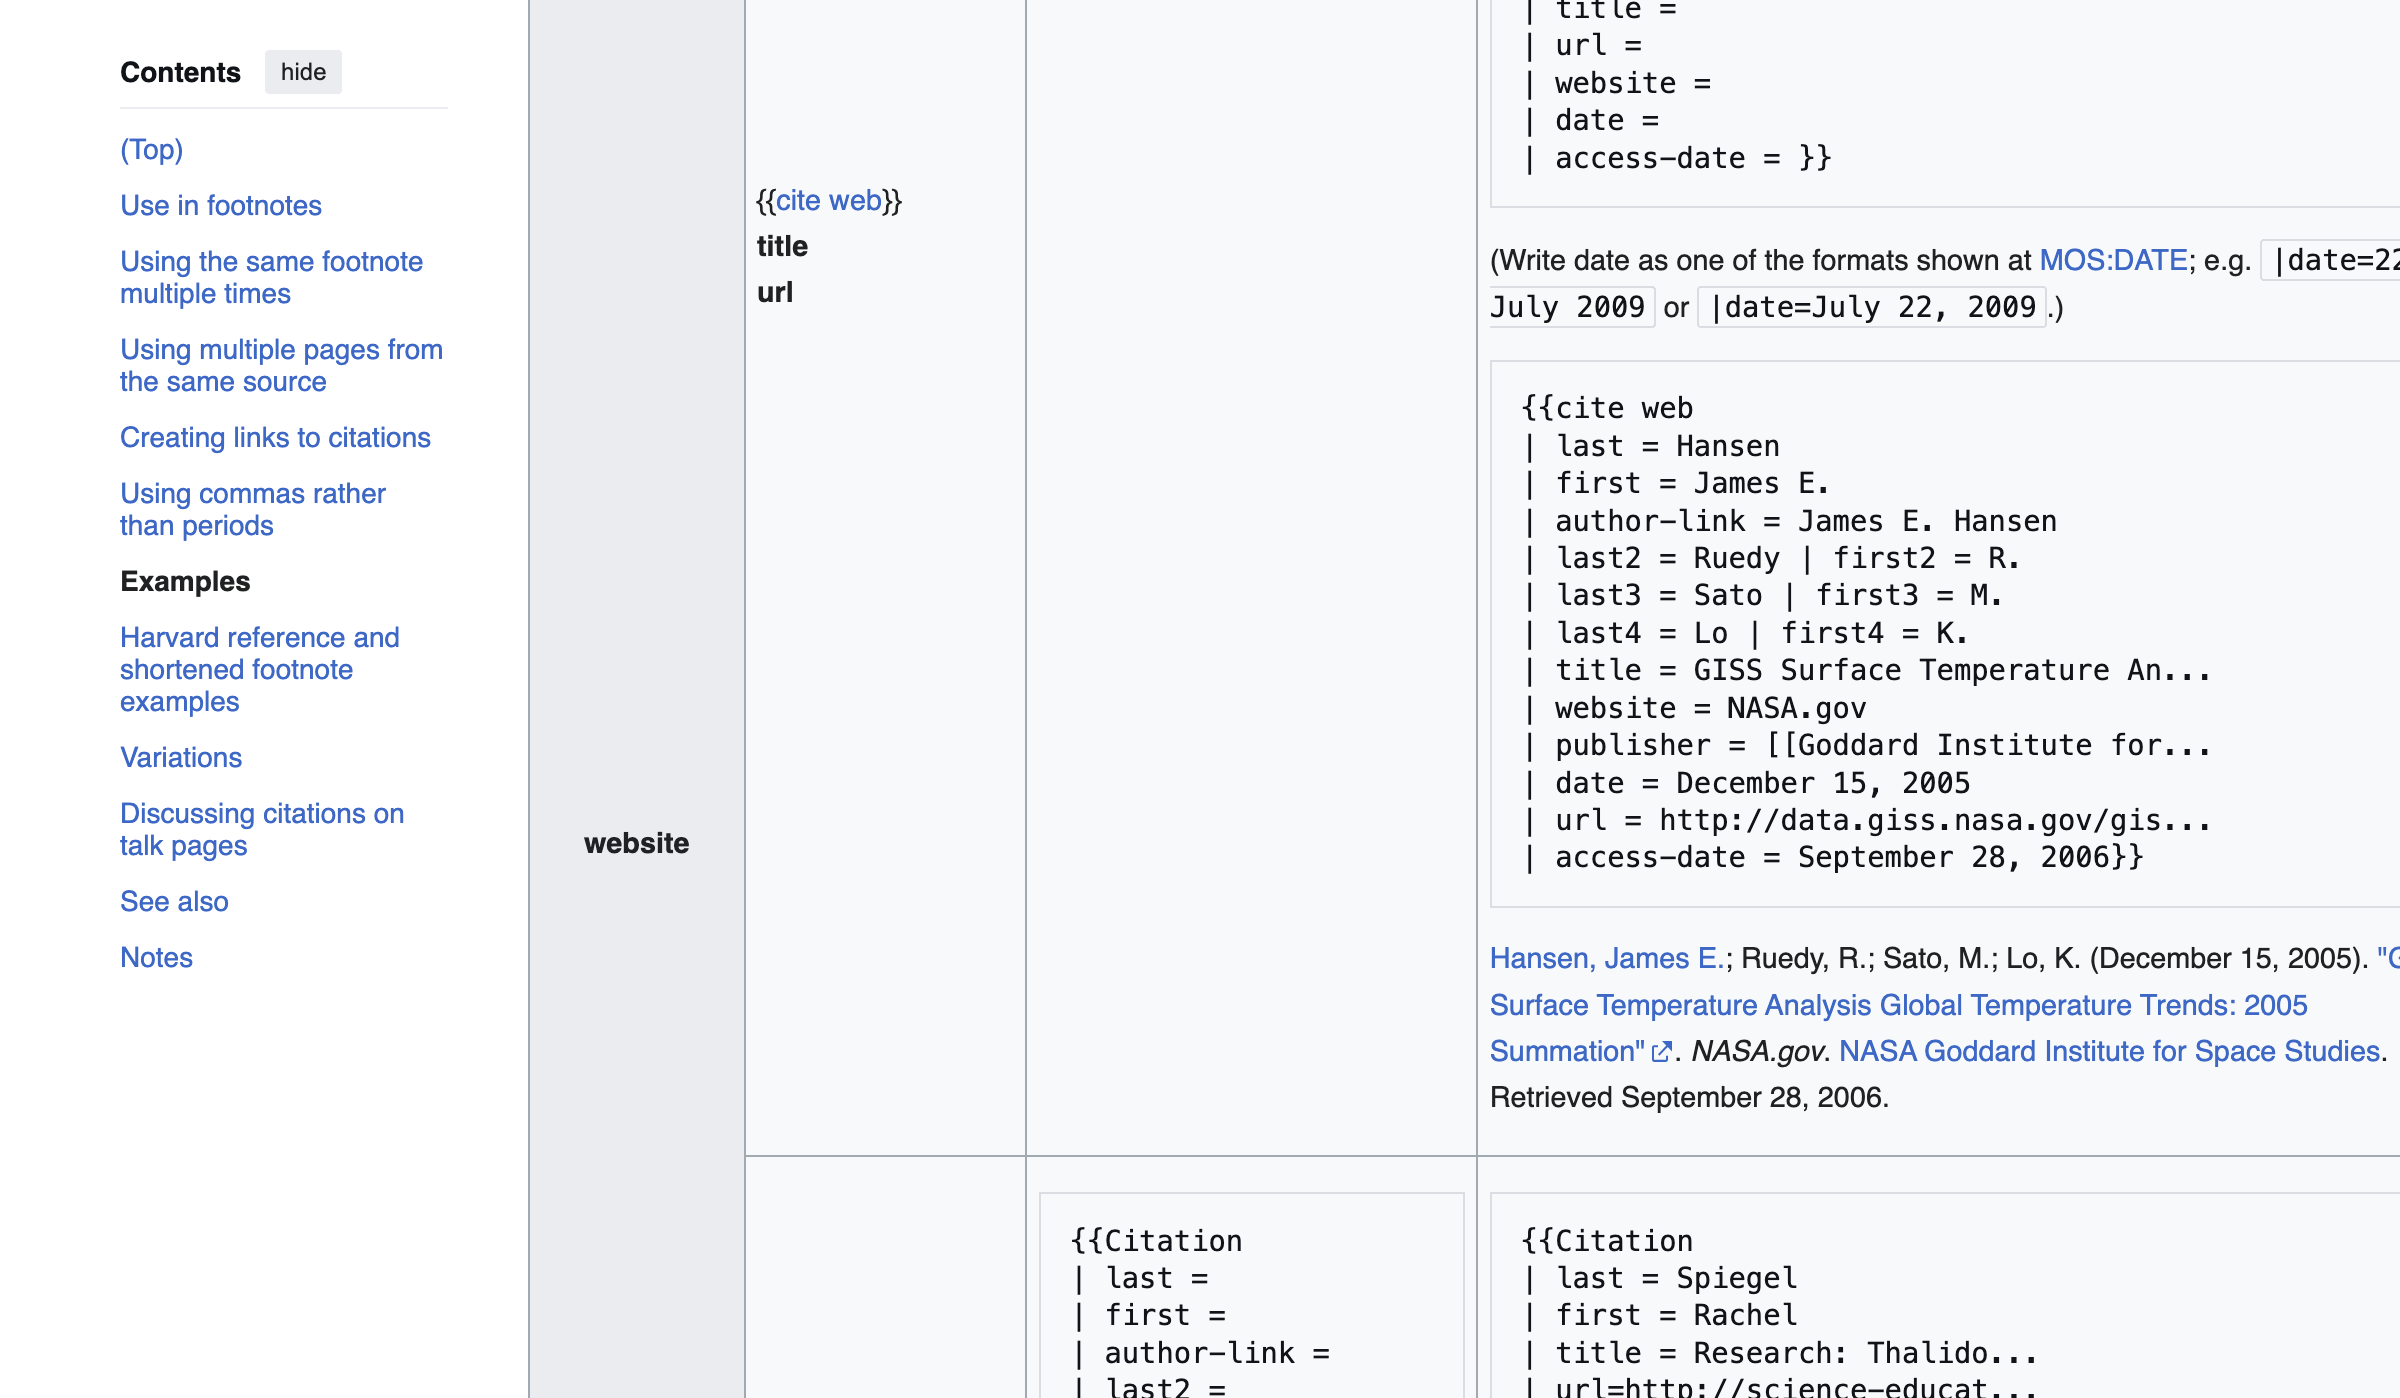 Contents hide
(Top)
Use in footnotes
Using the same footnote
multiple times
Using multiple pages from
the same source
Creating links to citations
Using commas rather
than periods
Examples
Harvard reference and
shortened footnote
examples
Variations
Discussing citations on
talk pages
See also
Notes
website
{{cite web}}
title
url
| title =
| url =
| website =
| date =
| access-date = }}
(Write date as one of the formats shown at MOS:DATE; e.g. |date=22
July 2009 or |date=July 22, 2009.)
{{cite web
| last = Hansen
| first = James E.
| author-link = James E. Hansen
| last2 = Ruedy | first2 = R.
| last3 = Sato | first3 = M.
| last4 = Lo | first4 = K.
| title = GISS Surface Temperature An...
| website = NASA.gov
| publisher = [[Goddard Institute for...
| date = December 15, 2005
| url = http://data.giss.nasa.gov/gis...
| access-date = September 28, 2006}}
Hansen, James E.; Ruedy, R.; Sato, M.; Lo, K. (December 15, 2005). "G
Surface Temperature Analysis Global Temperature Trends: 2005
Summation". NASA.gov. NASA Goddard Institute for Space Studies.
Retrieved September 28, 2006.
{{Citation
| last =
| first =
| author-link =
| last2 =
{{Citation
| last = Spiegel
| first = Rachel
| title = Research: Thalido...
| url=http://science-educat...